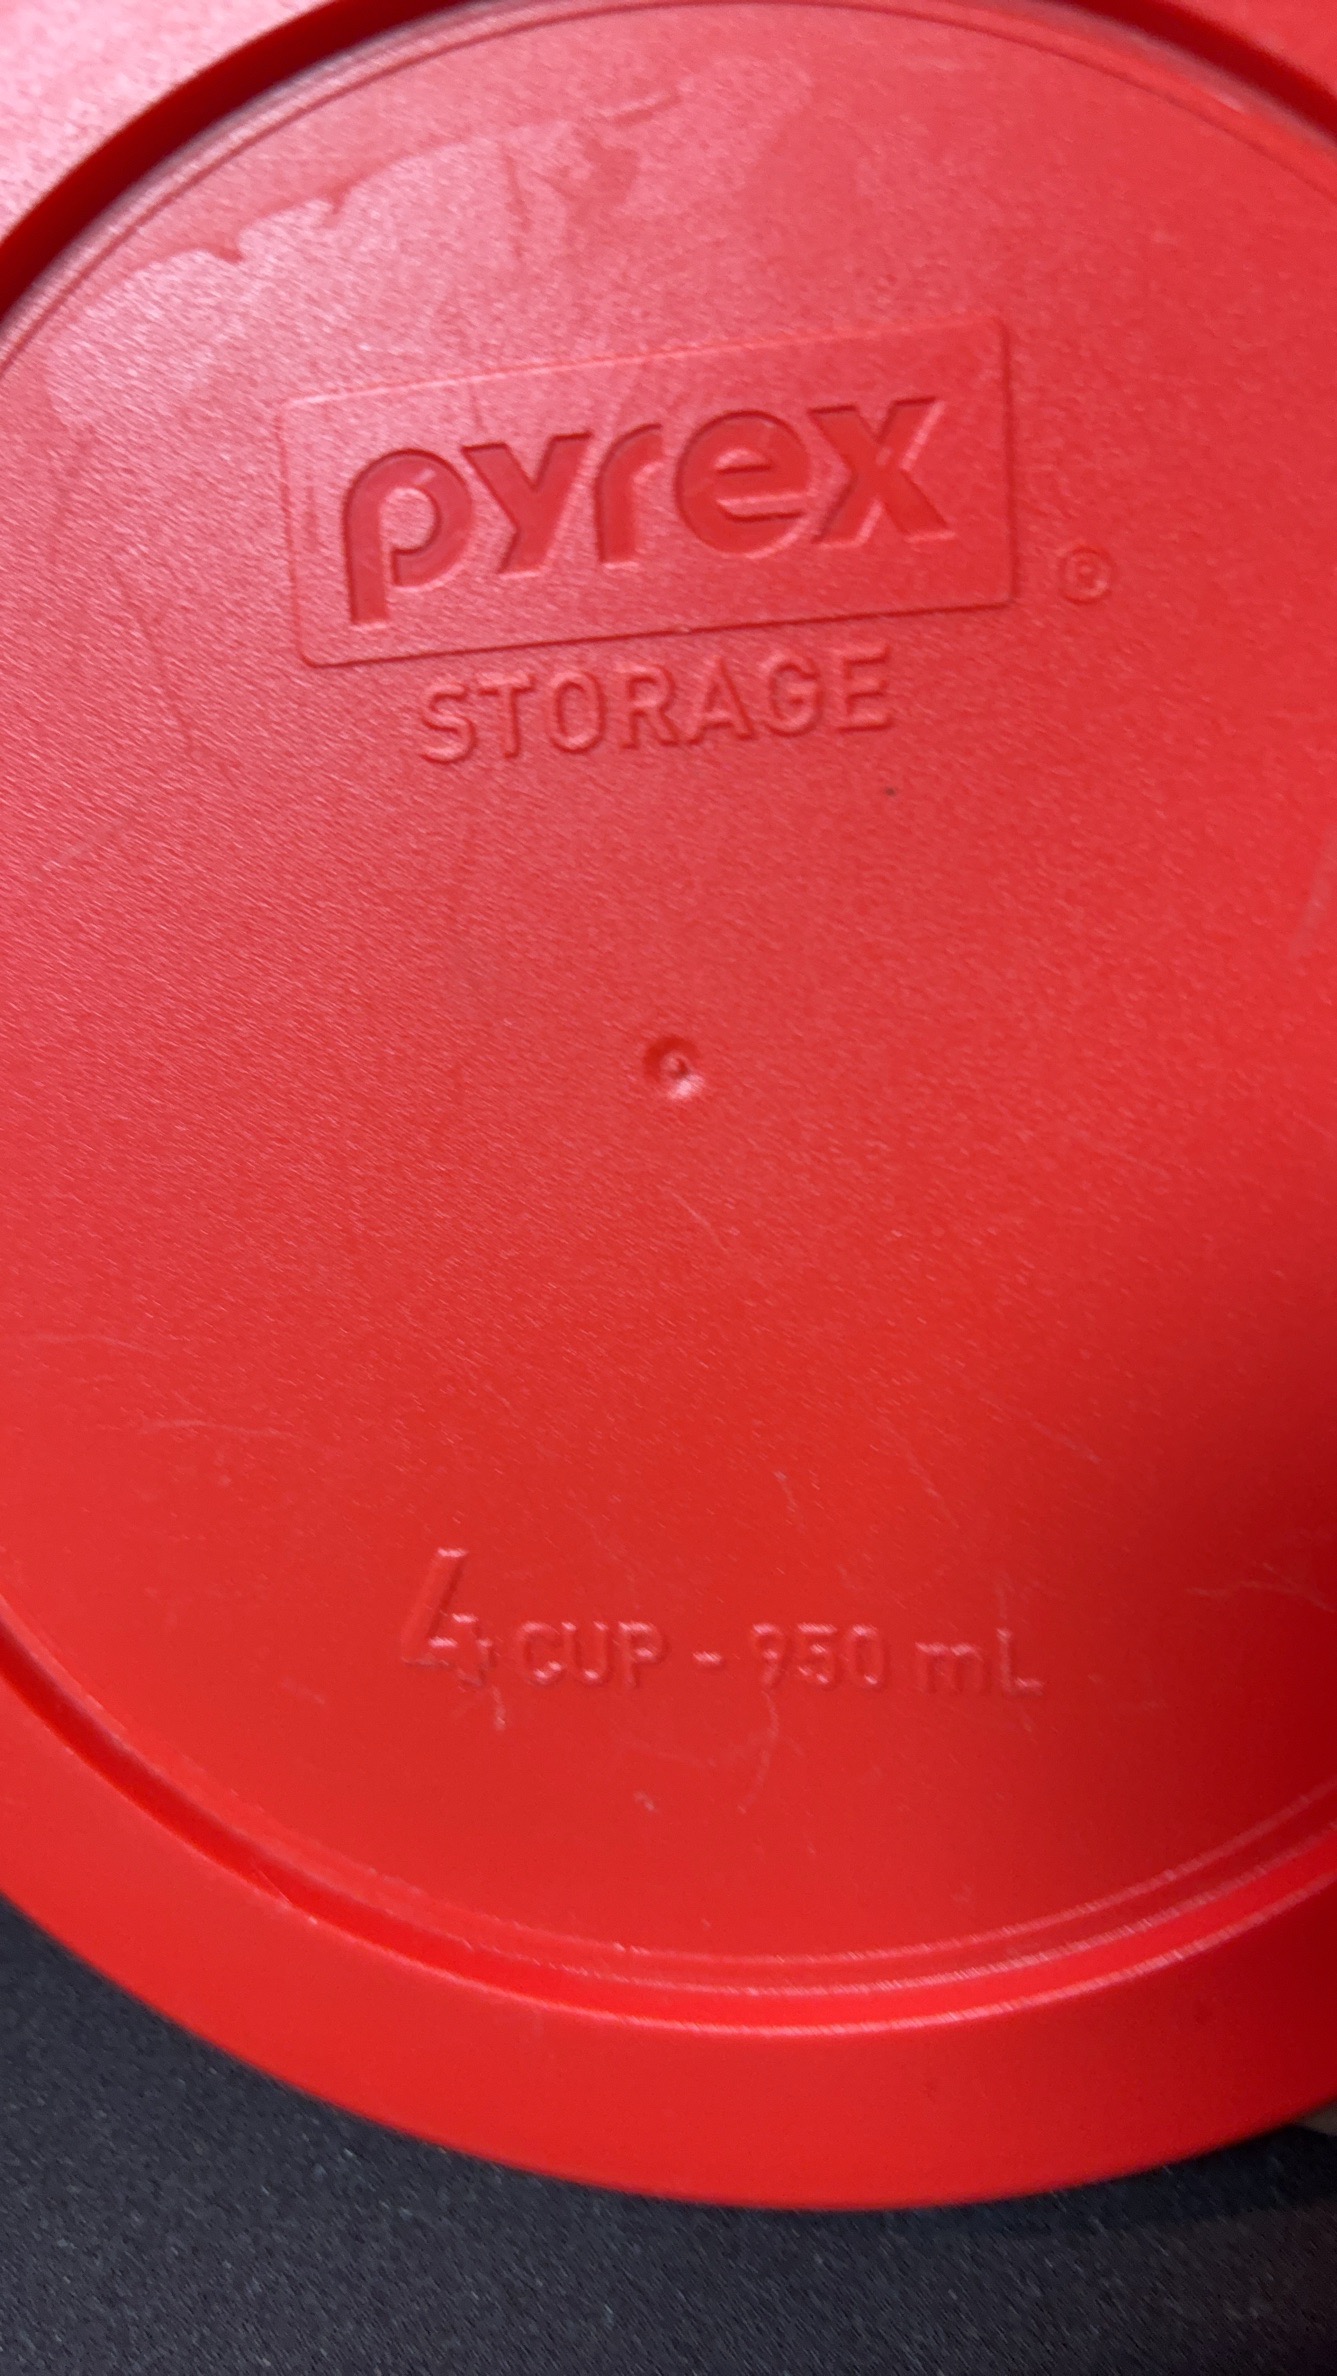 pyrex
®
STORAGE
4 CUP - 950 mL